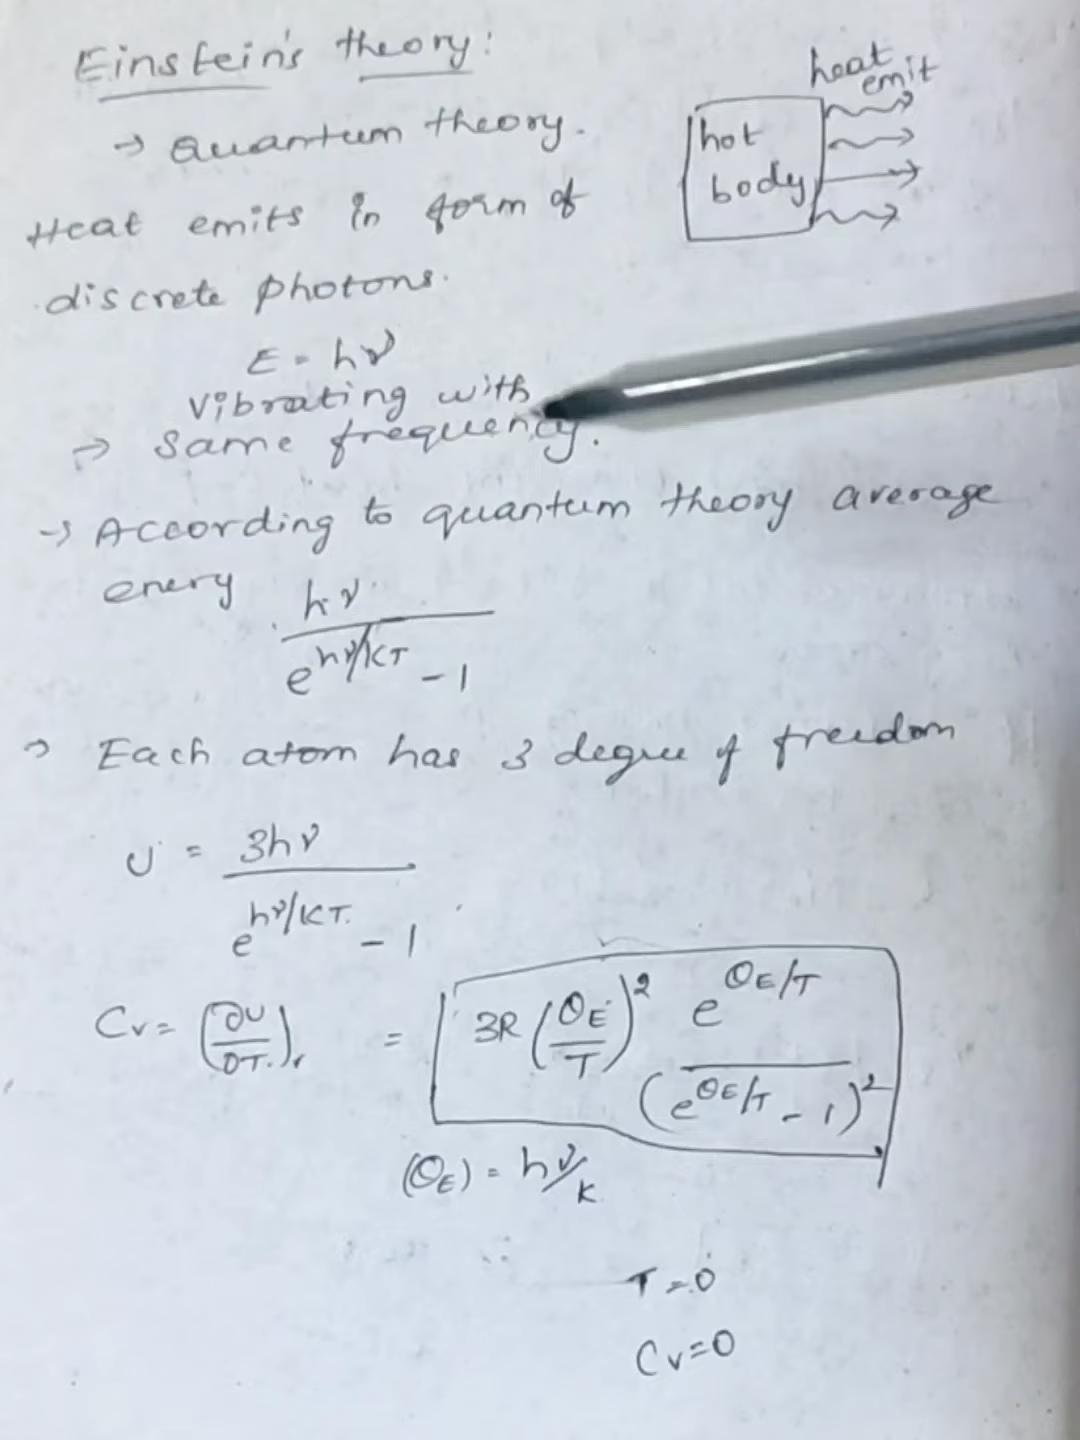 Einstein's theory:
heat
emit
→ Quantum theory.
hot
body
Heat emits in form of
discrete photons.
E = hν
Vibrating with
→ Same frequency.
→ According to quantum theory average
enery hν
e^hν/KT - 1
→ Each atom has 3 degree of freedom
U = 3hν
e^hν/KT. - 1
Cv = (∂U/∂T.)v = 3R (ΘE/T)² e^ΘE/T / (e^ΘE/T - 1)²
(ΘE) = hν/K
T = 0
Cv = 0